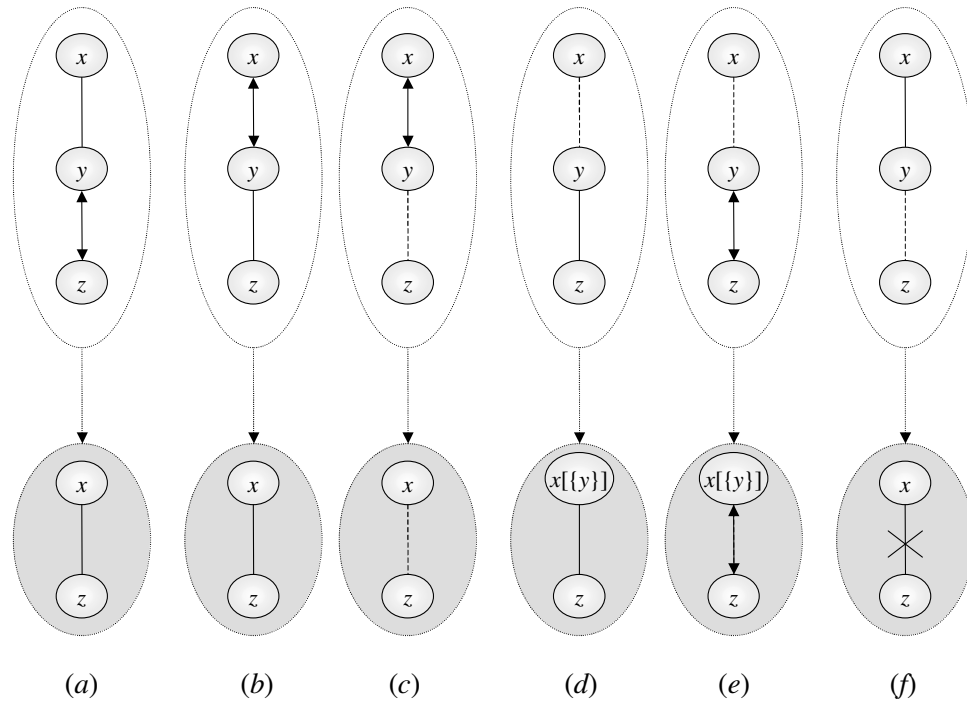 x x x x x x
y y y y y y
z z z z z z
x x x x[{y}] x[{y}] x
z z z z z z
(a) (b) (c) (d) (e) (f)